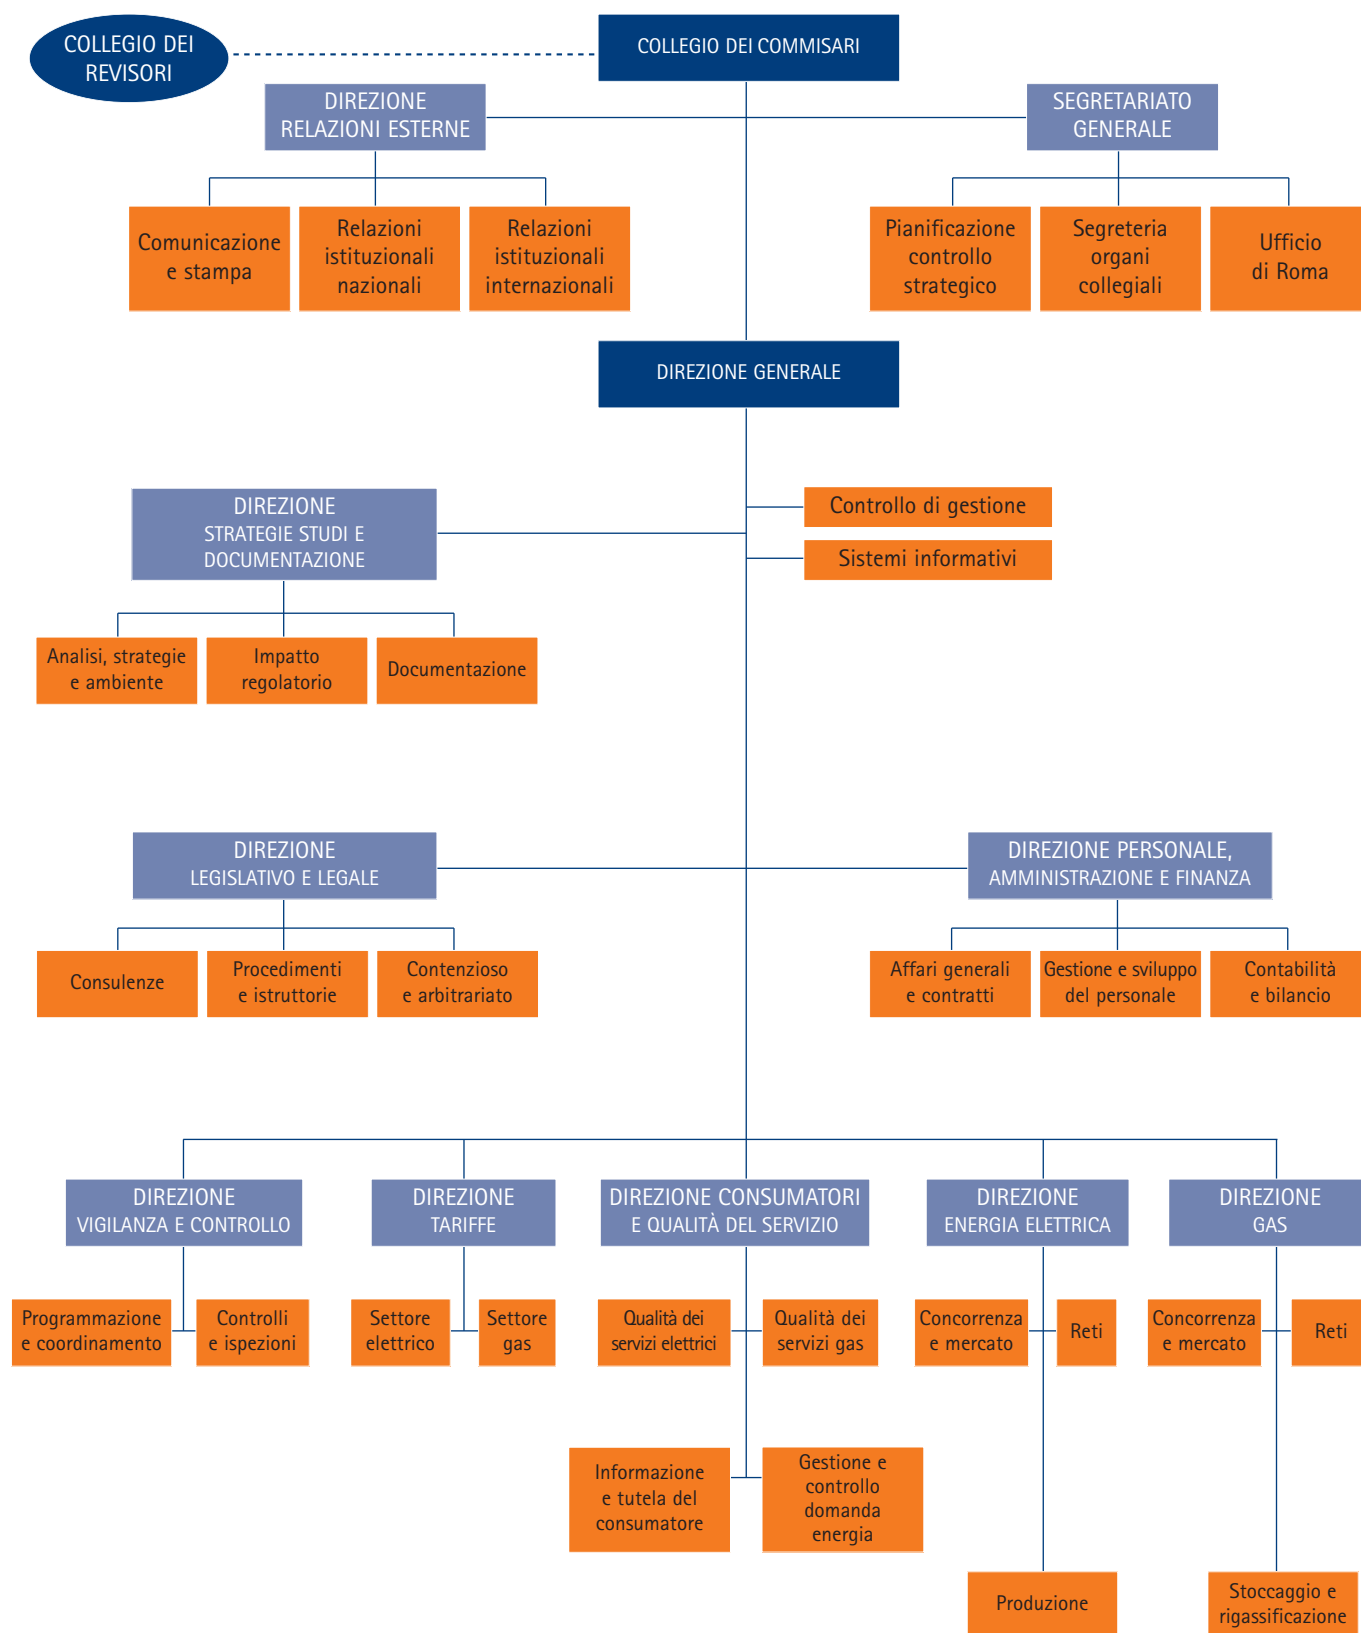 COLLEGIO DEI
REVISORI
COLLEGIO DEI COMMISARI
DIREZIONE
RELAZIONI ESTERNE
SEGRETARIATO
GENERALE
Comunicazione
e stampa
Relazioni
istituzionali
nazionali
Relazioni
istituzionali
internazionali
Pianificazione
controllo
strategico
Segreteria
organi
collegiali
Ufficio
di Roma
DIREZIONE GENERALE
DIREZIONE
STRATEGIE STUDI E
DOCUMENTAZIONE
Controllo di gestione
Sistemi informativi
Analisi, strategie
e ambiente
Impatto
regolatorio
Documentazione
DIREZIONE
LEGISLATIVO E LEGALE
DIREZIONE PERSONALE,
AMMINISTRAZIONE E FINANZA
Consulenze
Procedimenti
e istruttorie
Contenzioso
e arbitrariato
Affari generali
e contratti
Gestione e sviluppo
del personale
Contabilità
e bilancio
DIREZIONE
VIGILANZA E CONTROLLO
DIREZIONE
TARIFFE
DIREZIONE CONSUMATORI
E QUALITÀ DEL SERVIZIO
DIREZIONE
ENERGIA ELETTRICA
DIREZIONE
GAS
Programmazione
e coordinamento
Controlli
e ispezioni
Settore
elettrico
Settore
gas
Qualità dei
servizi elettrici
Qualità dei
servizi gas
Concorrenza
e mercato
Reti
Concorrenza
e mercato
Reti
Informazione
e tutela del
consumatore
Gestione e
controllo
domanda
energia
Produzione
Stoccaggio e
rigassificazione